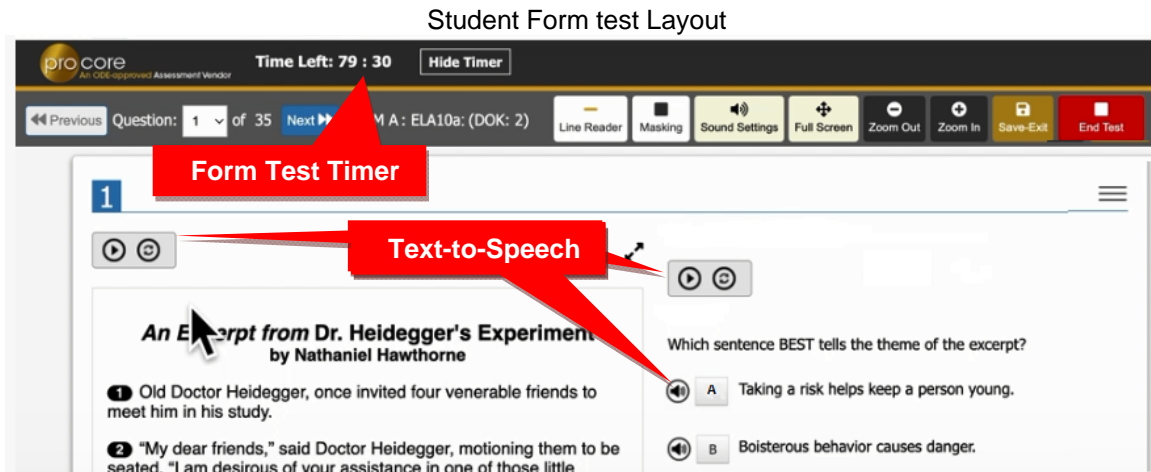 Student Form test Layout
procore
An ODE-approved Assessment Vendor
Time Left: 79 : 30
Hide Timer
Previous
Question: 1 of 35
Next
M A : ELA10a: (DOK: 2)
Line Reader
Masking
Sound Settings
Full Screen
Zoom Out
Zoom In
Save-Exit
End Test
Form Test Timer
1
Text-to-Speech
An E erpt from Dr. Heidegger's Experiment
by Nathaniel Hawthorne
1 Old Doctor Heidegger, once invited four venerable friends to
meet him in his study.
2 “My dear friends,” said Doctor Heidegger, motioning them to be
seated, “I am desirous of your assistance in one of those little
Which sentence BEST tells the theme of the excerpt?
A Taking a risk helps keep a person young.
B Boisterous behavior causes danger.